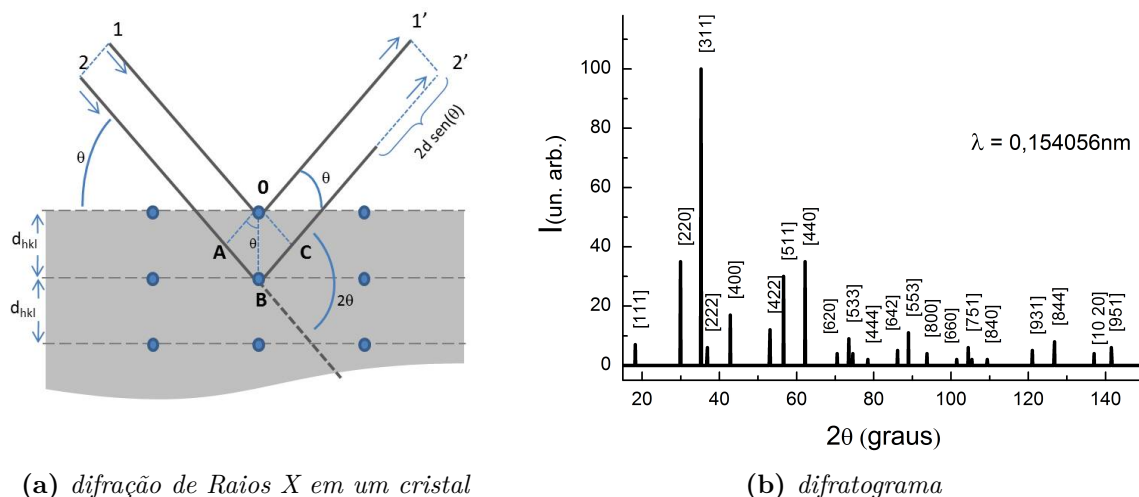 1
2
θ
d_hkl
d_hkl
0
A
θ
C
B
2θ
θ
1’
2’
2d sen(θ)
I(un. arb.)
100
80
60
40
20
0
20
40
60
80
100
120
140
2θ (graus)
λ = 0,154056nm
[111]
[220]
[311]
[222]
[400]
[422]
[511]
[440]
[620]
[533]
[444]
[642]
[553]
[800]
[660]
[751]
[840]
[931]
[844]
[10 20]
[951]
(a) difração de Raios X em um cristal
(b) difratograma